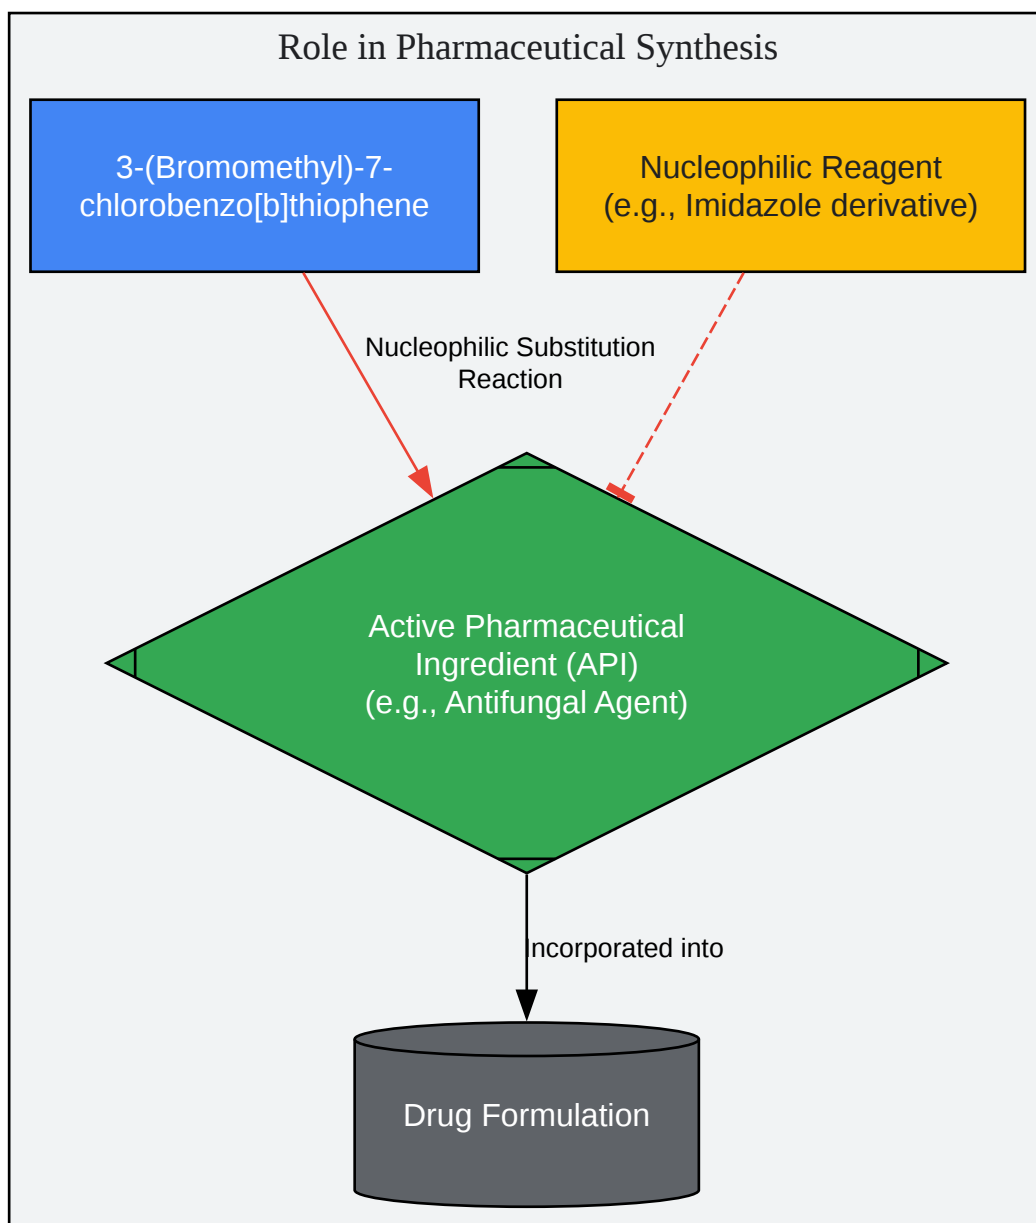 Role in Pharmaceutical Synthesis
3-(Bromomethyl)-7-
chlorobenzo[b]thiophene
Nucleophilic Reagent
(e.g., Imidazole derivative)
Nucleophilic Substitution
Reaction
Active Pharmaceutical
Ingredient (API)
(e.g., Antifungal Agent)
Incorporated into
Drug Formulation